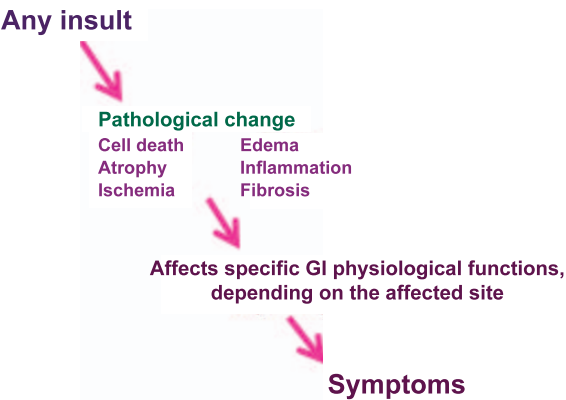 Any insult
Pathological change
Cell death Edema
Atrophy Inflammation
Ischemia Fibrosis
Affects specific GI physiological functions,
depending on the affected site
Symptoms